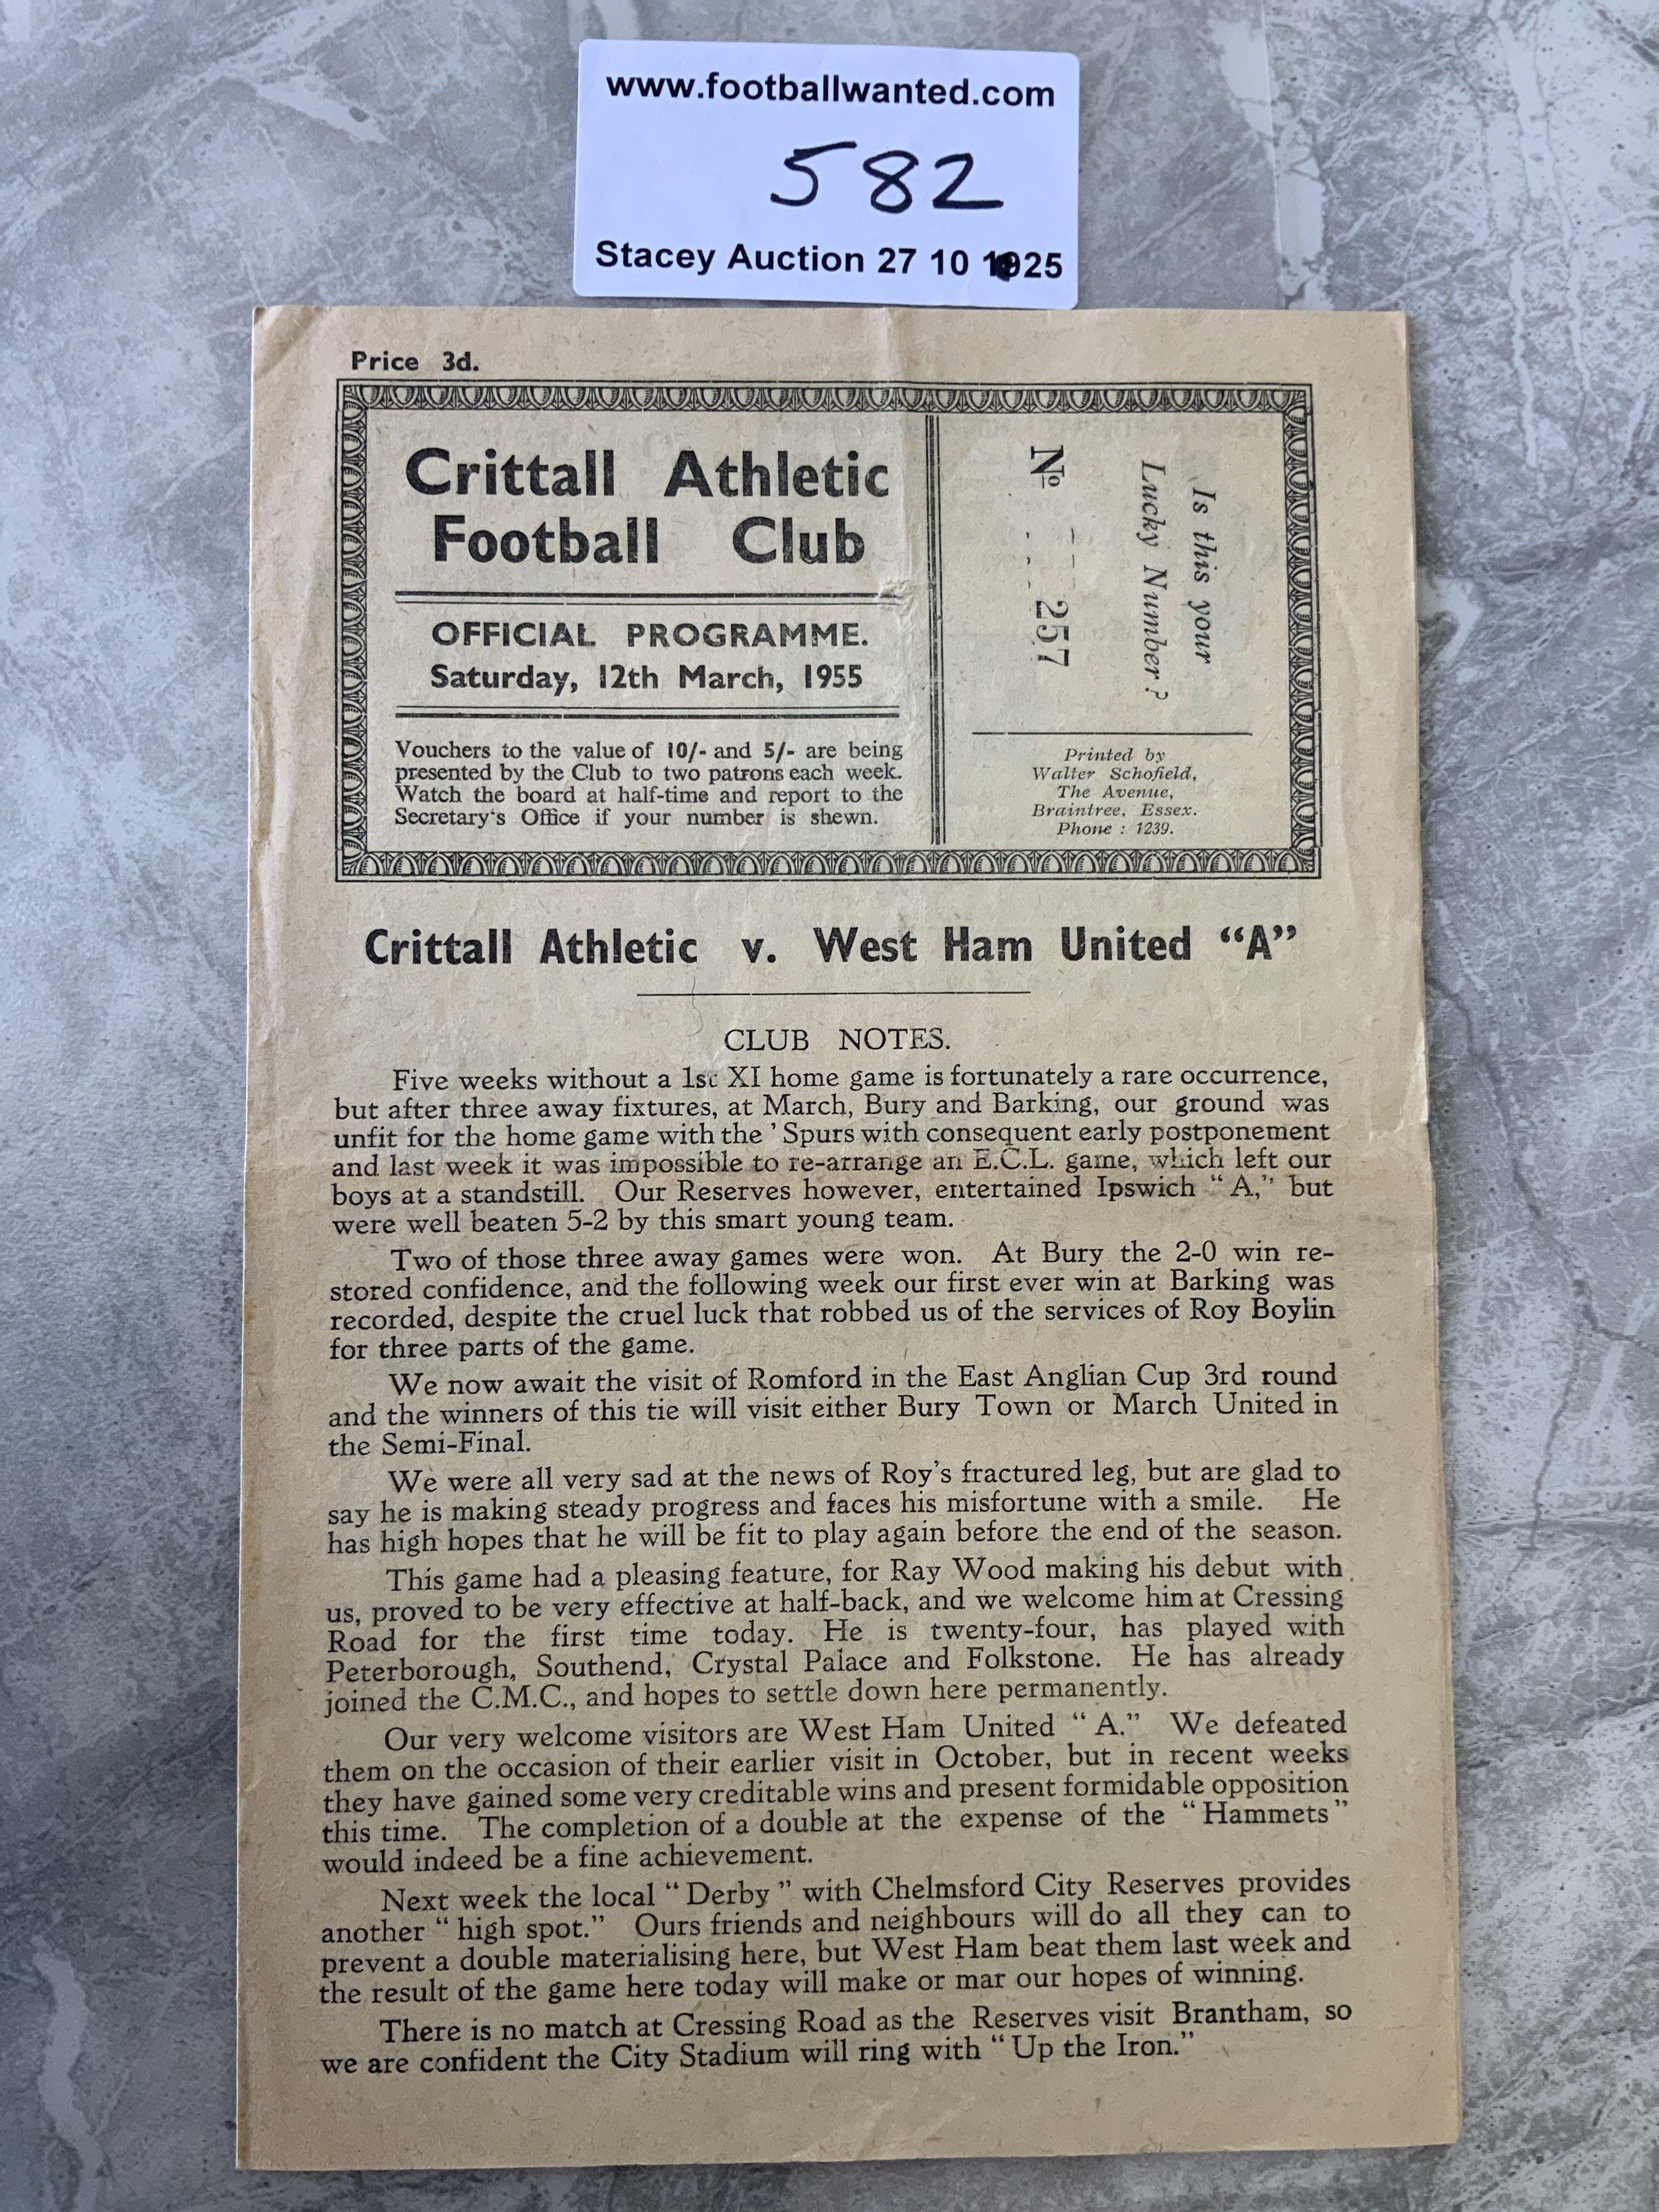 www.footballwanted.com
582
Stacey Auction 27 10 25
Price 3d.
Crittall Athletic
Football Club
OFFICIAL PROGRAMME.
Saturday, 12th March, 1955
Vouchers to the value of 10/- and 5/- are being
presented by the Club to two patrons each week.
Watch the board at half-time and report to the
Secretary's Office if your number is shewn.
Is this your
Lucky Number?
No 257
Printed by
Walter Schofield,
The Avenue,
Braintree, Essex.
Phone : 1239.
Crittall Athletic v. West Ham United "A"
CLUB NOTES.
Five weeks without a 1st XI home game is fortunately a rare occurrence,
but after three away fixtures, at March, Bury and Barking, our ground was
unfit for the home game with the ' Spurs with consequent early postponement
and last week it was impossible to re-arrange an E.C.L. game, which left our
boys at a standstill. Our Reserves however, entertained Ipswich "A," but
were well beaten 5-2 by this smart young team.
Two of those three away games were won. At Bury the 2-0 win re-
stored confidence, and the following week our first ever win at Barking was
recorded, despite the cruel luck that robbed us of the services of Roy Boylin
for three parts of the game.
We now await the visit of Romford in the East Anglian Cup 3rd round
and the winners of this tie will visit either Bury Town or March United in
the Semi-Final.
We were all very sad at the news of Roy's fractured leg, but are glad to
say he is making steady progress and faces his misfortune with a smile. He
has high hopes that he will be fit to play again before the end of the season.
This game had a pleasing feature, for Ray Wood making his debut with
us, proved to be very effective at half-back, and we welcome him at Cressing
Road for the first time today. He is twenty-four, has played with
Peterborough, Southend, Crystal Palace and Folkstone. He has already
joined the C.M.C., and hopes to settle down here permanently.
Our very welcome visitors are West Ham United "A." We defeated
them on the occasion of their earlier visit in October, but in recent weeks
they have gained some very creditable wins and present formidable opposition
this time. The completion of a double at the expense of the "Hammets"
would indeed be a fine achievement.
Next week the local "Derby" with Chelmsford City Reserves provides
another "high spot." Ours friends and neighbours will do all they can to
prevent a double materialising here, but West Ham beat them last week and
the result of the game here today will make or mar our hopes of winning.
There is no match at Cressing Road as the Reserves visit Brantham, so
we are confident the City Stadium will ring with "Up the Iron."